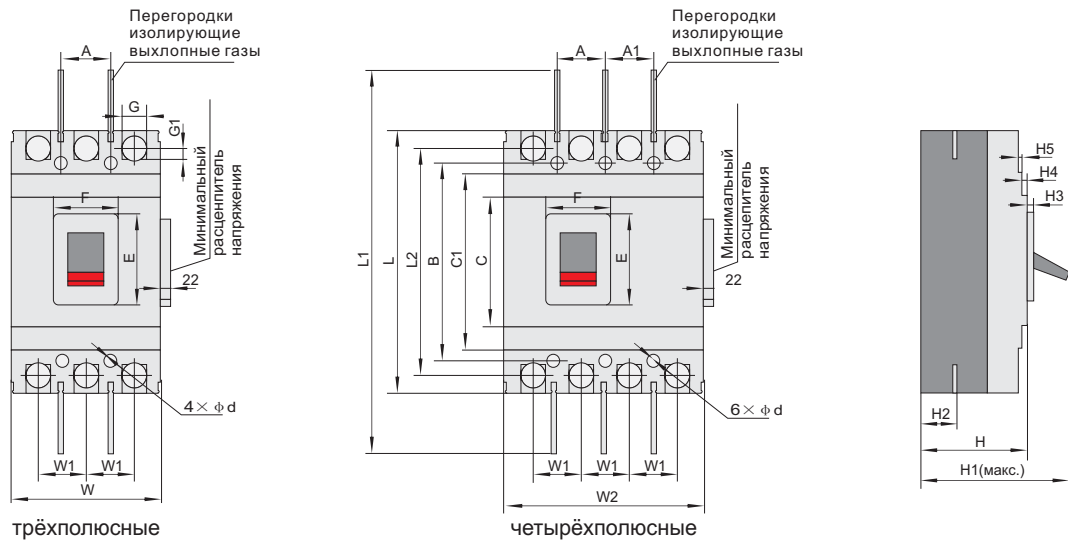 Перегородки
изолирующие
выхлопные газы
A
G
G1
Минимальный
расцепитель
напряжения
F
E
22
4× ϕ d
W1 W1
W
трёхполюсные
Перегородки
изолирующие
выхлопные газы
A A1
Минимальный
расцепитель
напряжения
F
L1
L
L2
B
C1
C
E
22
6× ϕ d
W1 W1 W1
W2
четырёхполюсные
H5
H4
H3
H2
H
H1(макс.)